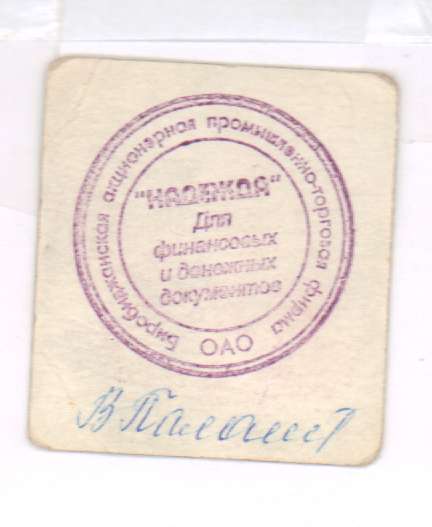 Биробиджанская акционерная промышленно-торговая фирма
ОАО
"НАДЕЖДА"
Для
финансовых
и денежных
документов